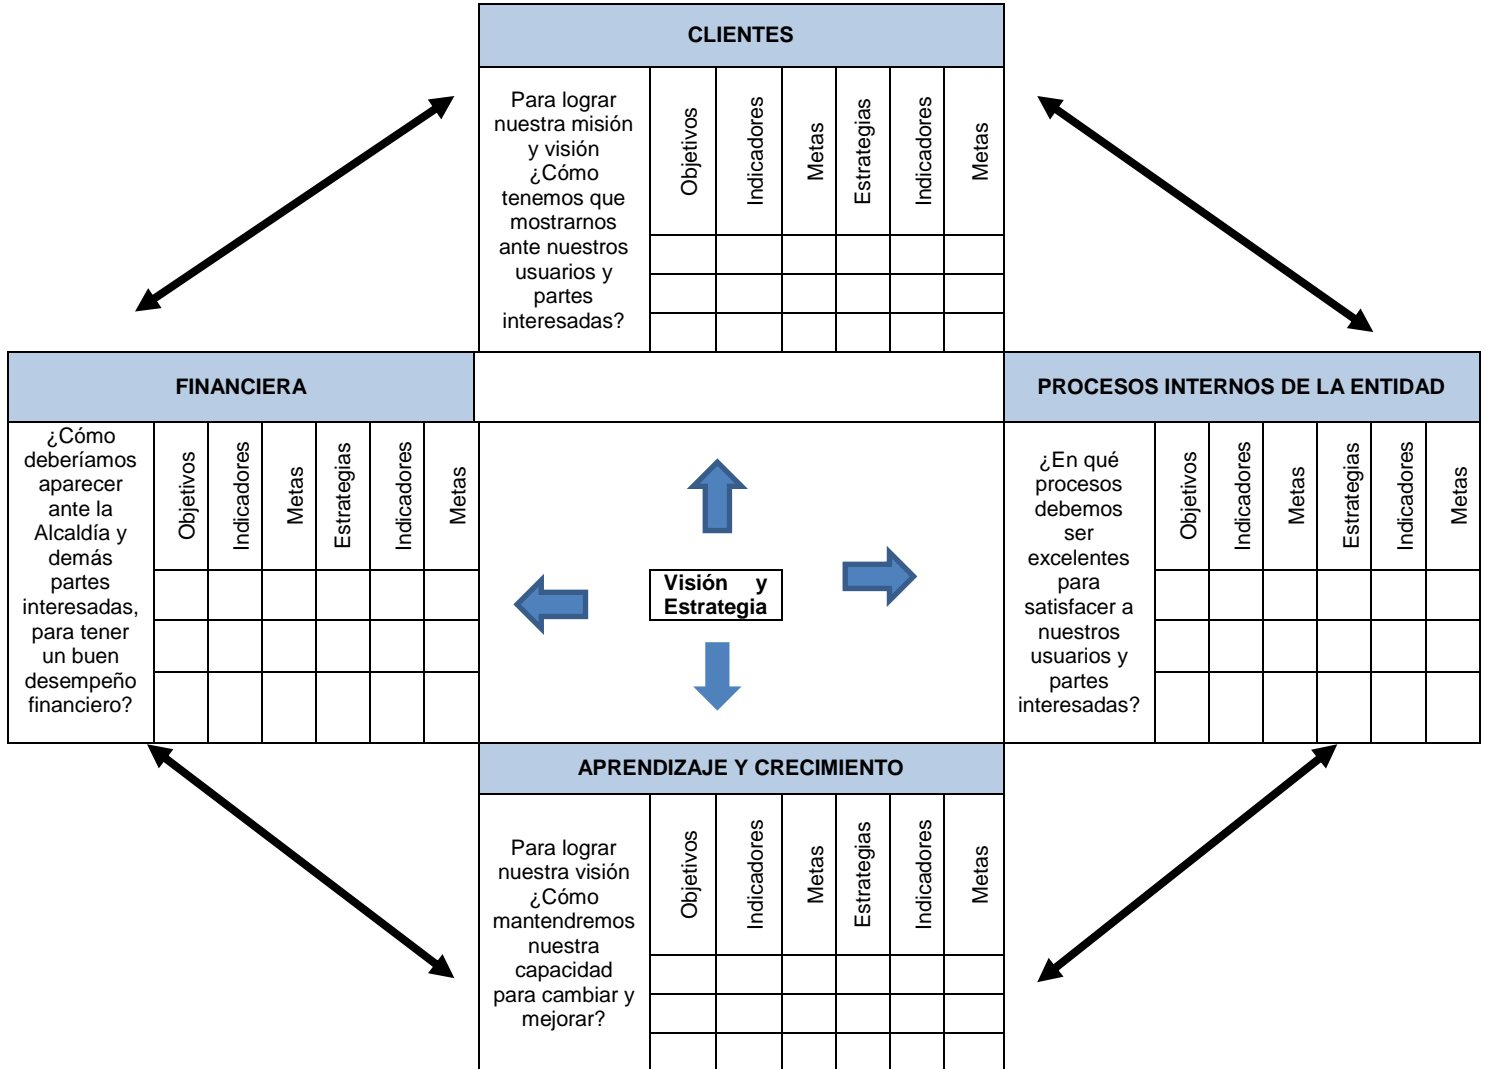 CLIENTES
Para lograr
nuestra misión
y visión
¿Cómo
tenemos que
mostrarnos
ante nuestros
usuarios y
partes
interesadas?
Objetivos
Indicadores
Metas
Estrategias
Indicadores
Metas
FINANCIERA
¿Cómo
deberíamos
aparecer
ante la
Alcaldía y
demás
partes
interesadas,
para tener
un buen
desempeño
financiero?
Objetivos
Indicadores
Metas
Estrategias
Indicadores
Metas
Visión y
Estrategia
PROCESOS INTERNOS DE LA ENTIDAD
¿En qué
procesos
debemos
ser
excelentes
para
satisfacer a
nuestros
usuarios y
partes
interesadas?
Objetivos
Indicadores
Metas
Estrategias
Indicadores
Metas
APRENDIZAJE Y CRECIMIENTO
Para lograr
nuestra visión
¿Cómo
mantendremos
nuestra
capacidad
para cambiar y
mejorar?
Objetivos
Indicadores
Metas
Estrategias
Indicadores
Metas